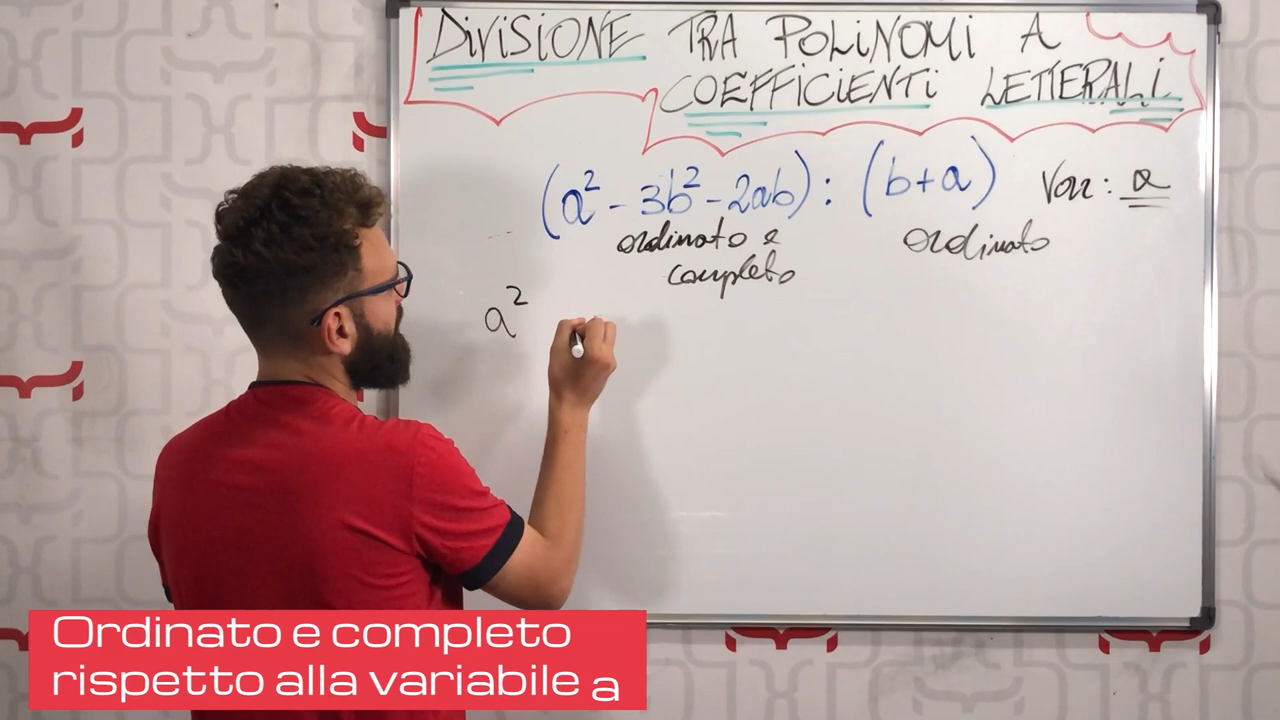 DIVISIONE TRA POLINOMI A
COEFFICIENTI LETTERALI
(a² - 3b² - 2ab) : (b+a) Var: a
ordinato e ordinato
completo
a²
Ordinato e completo
rispetto alla variabile a